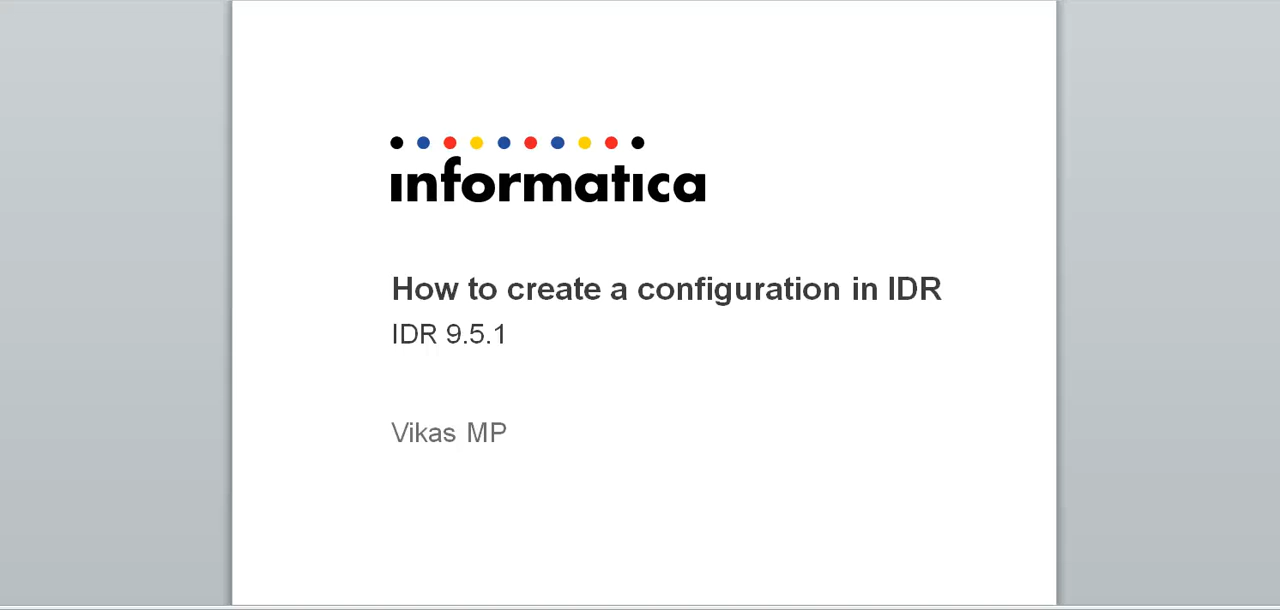 informatica
How to create a configuration in IDR
IDR 9.5.1
Vikas MP